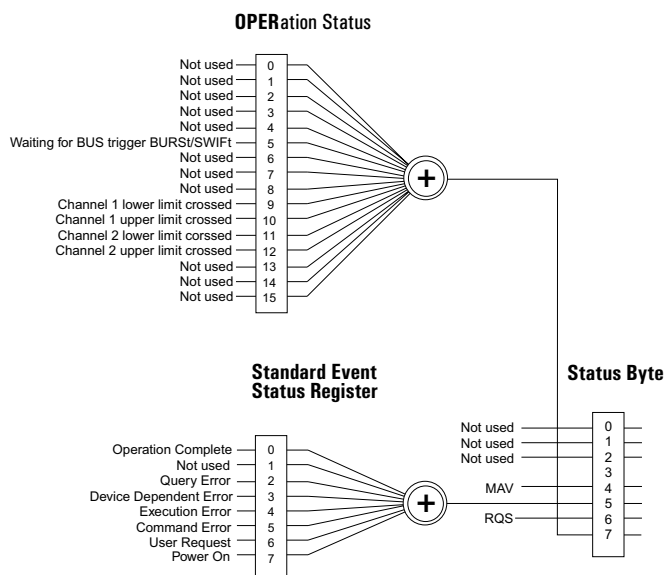 OPERation Status
Not used 0
Not used 1
Not used 2
Not used 3
Not used 4
Waiting for BUS trigger BURSt/SWIFt 5
Not used 6
Not used 7
Not used 8
Channel 1 lower limit crossed 9
Channel 1 upper limit crossed 10
Channel 2 lower limit corssed 11
Channel 2 upper limit crossed 12
Not used 13
Not used 14
Not used 15
+
Standard Event
Status Register
Operation Complete 0
Not used 1
Query Error 2
Device Dependent Error 3
Execution Error 4
Command Error 5
User Request 6
Power On 7
+
Status Byte
Not used 0
Not used 1
Not used 2
3
MAV 4
5
RQS 6
7